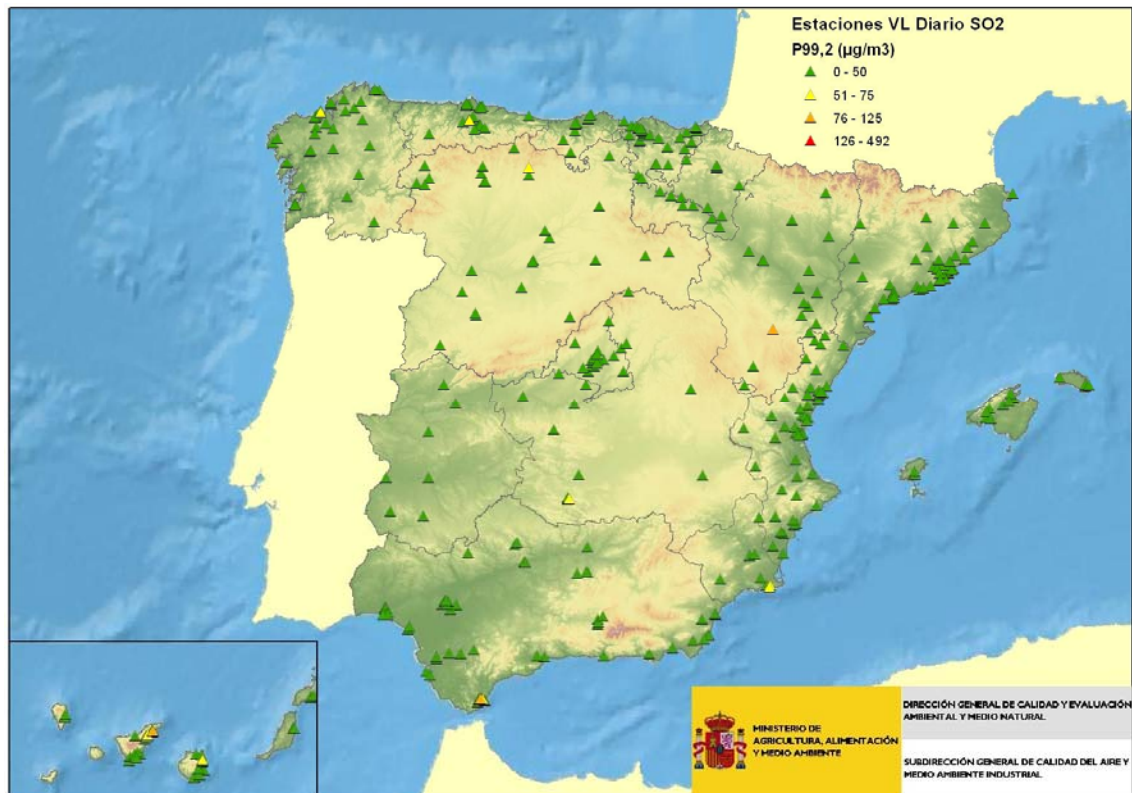 Estaciones VL Diario SO2
P99,2 (µg/m3)
0 - 50
51 - 75
76 - 125
126 - 492
MINISTERIO DE
AGRICULTURA, ALIMENTACIÓN
Y MEDIO AMBIENTE
DIRECCIÓN GENERAL DE CALIDAD Y EVALUACIÓN
AMBIENTAL Y MEDIO NATURAL
SUBDIRECCIÓN GENERAL DE CALIDAD DEL AIRE Y
MEDIO AMBIENTE INDUSTRIAL